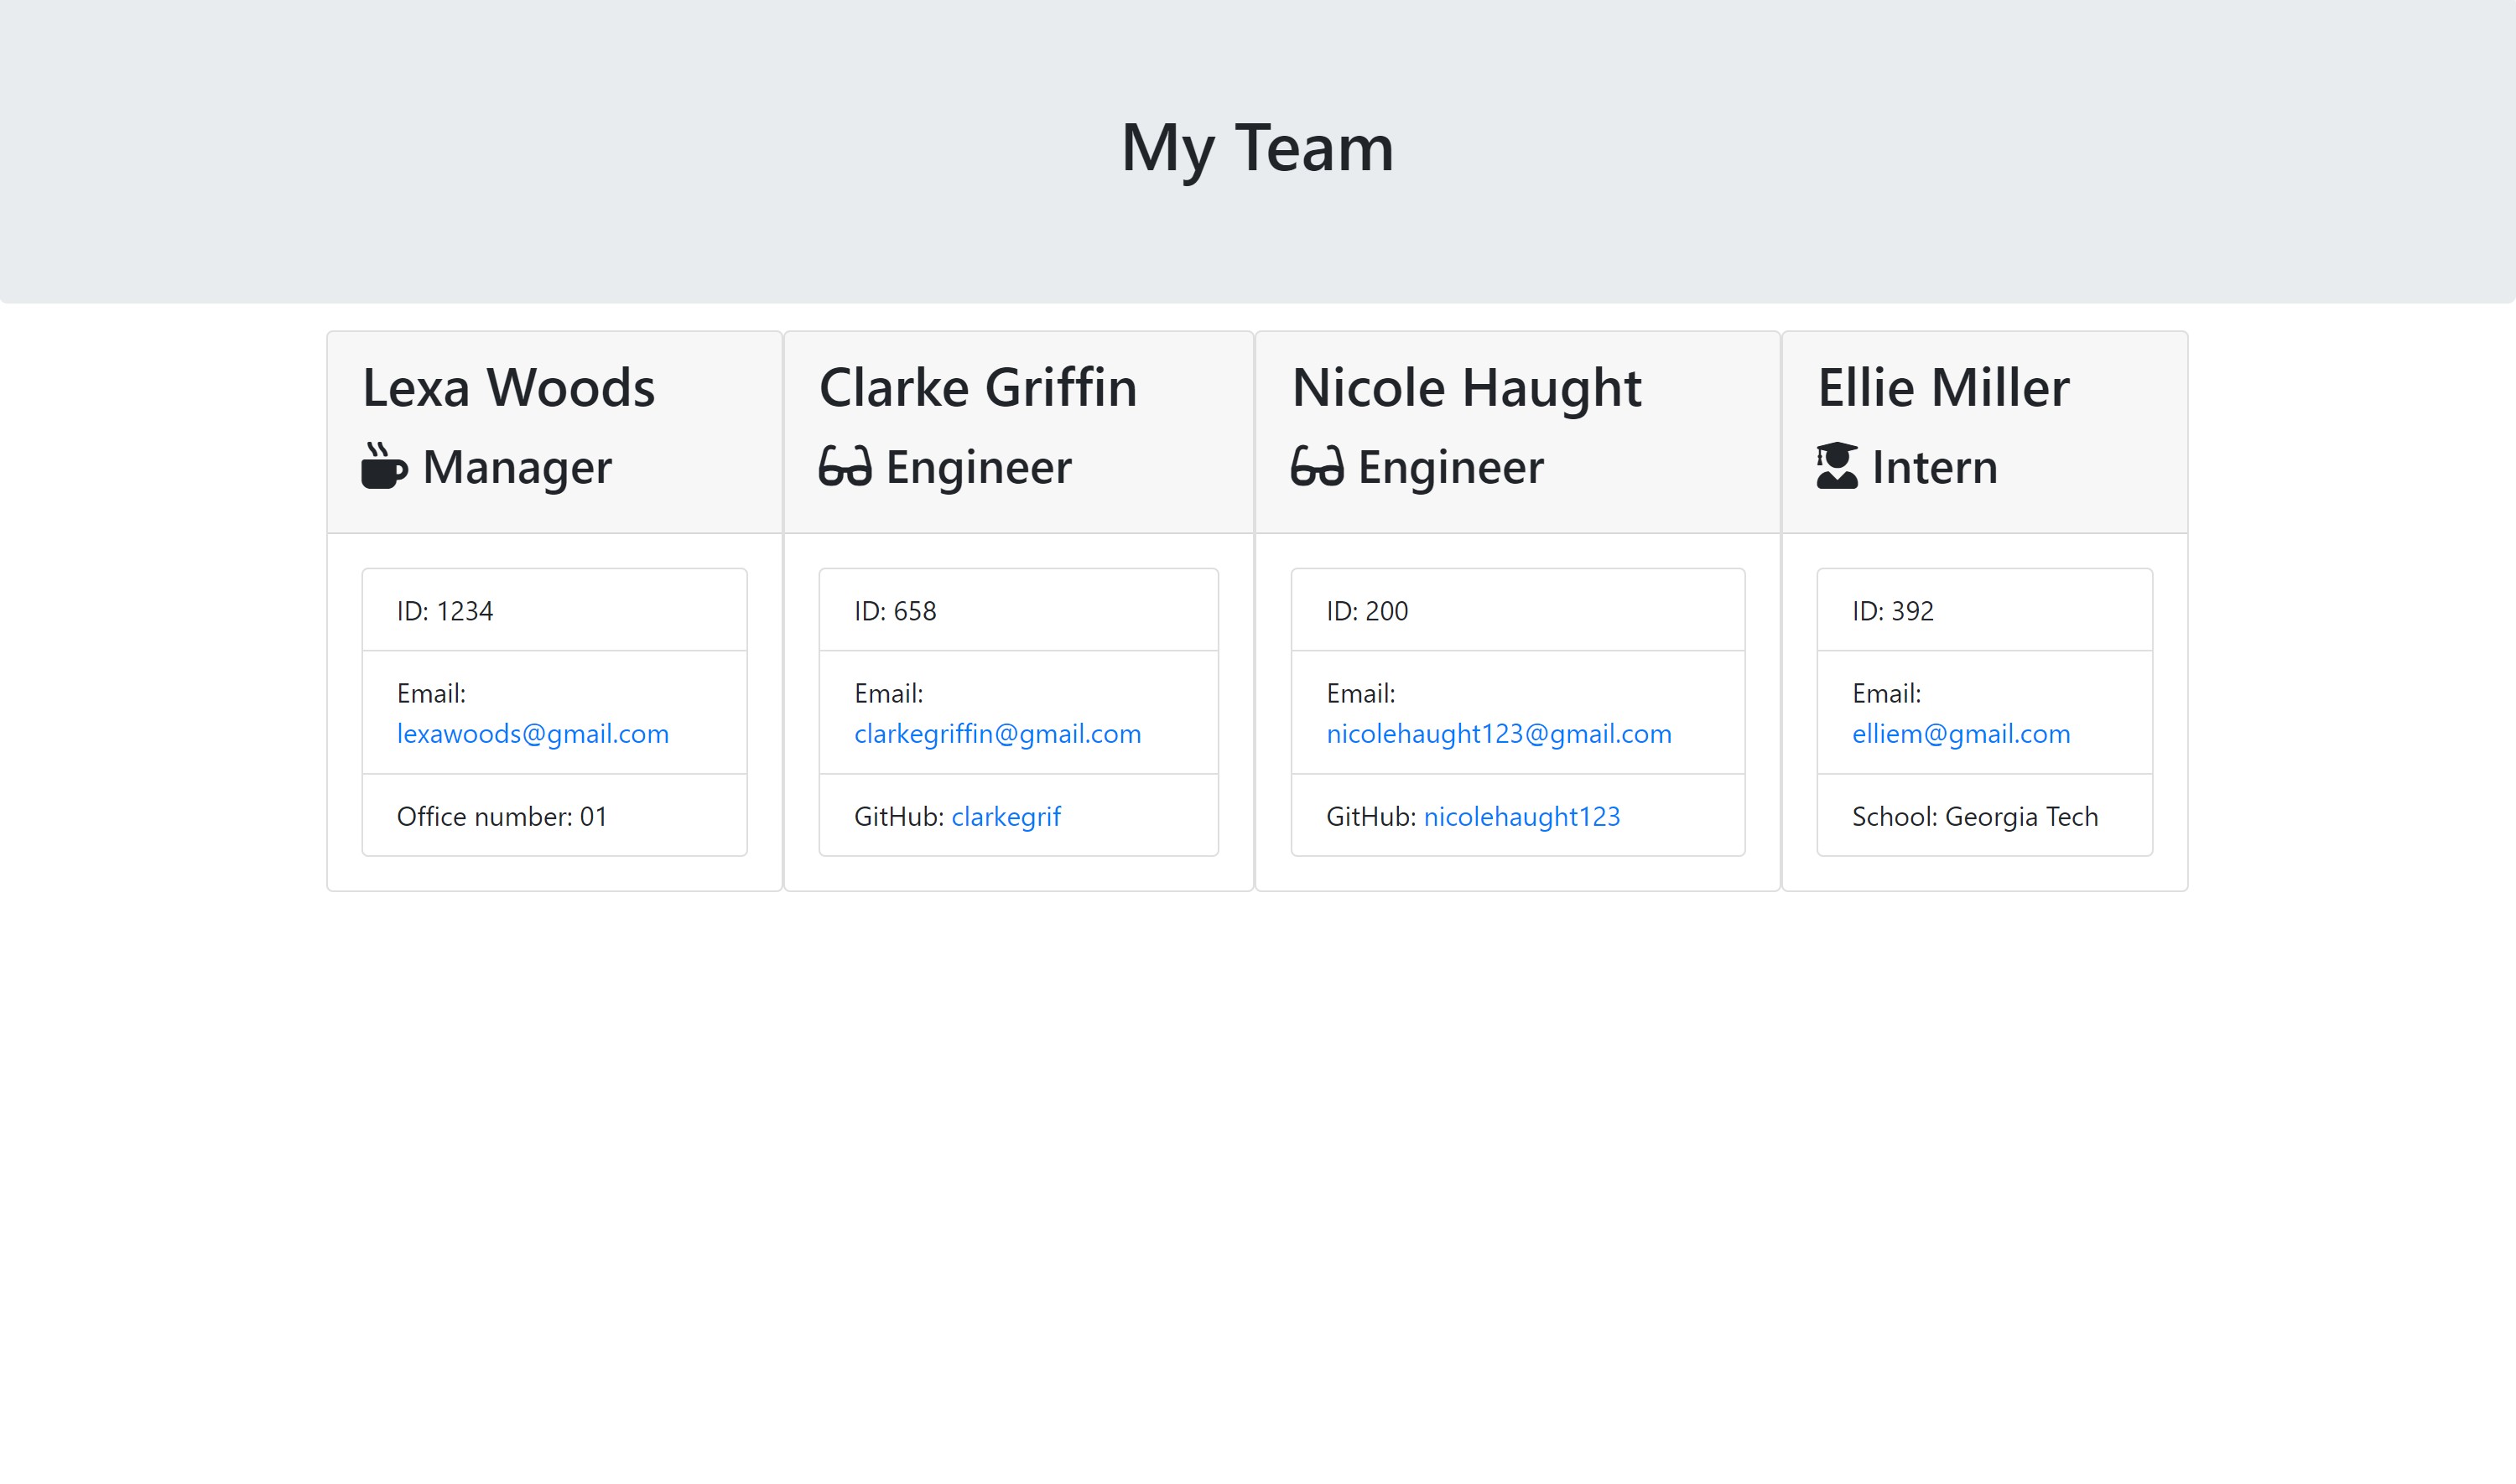 My Team
Lexa Woods
Manager
ID: 1234
Email:
lexawoods@gmail.com
Office number: 01
Clarke Griffin
Engineer
ID: 658
Email:
clarkegriffin@gmail.com
GitHub: clarkegrif
Nicole Haught
Engineer
ID: 200
Email:
nicolehaught123@gmail.com
GitHub: nicolehaught123
Ellie Miller
Intern
ID: 392
Email:
elliem@gmail.com
School: Georgia Tech